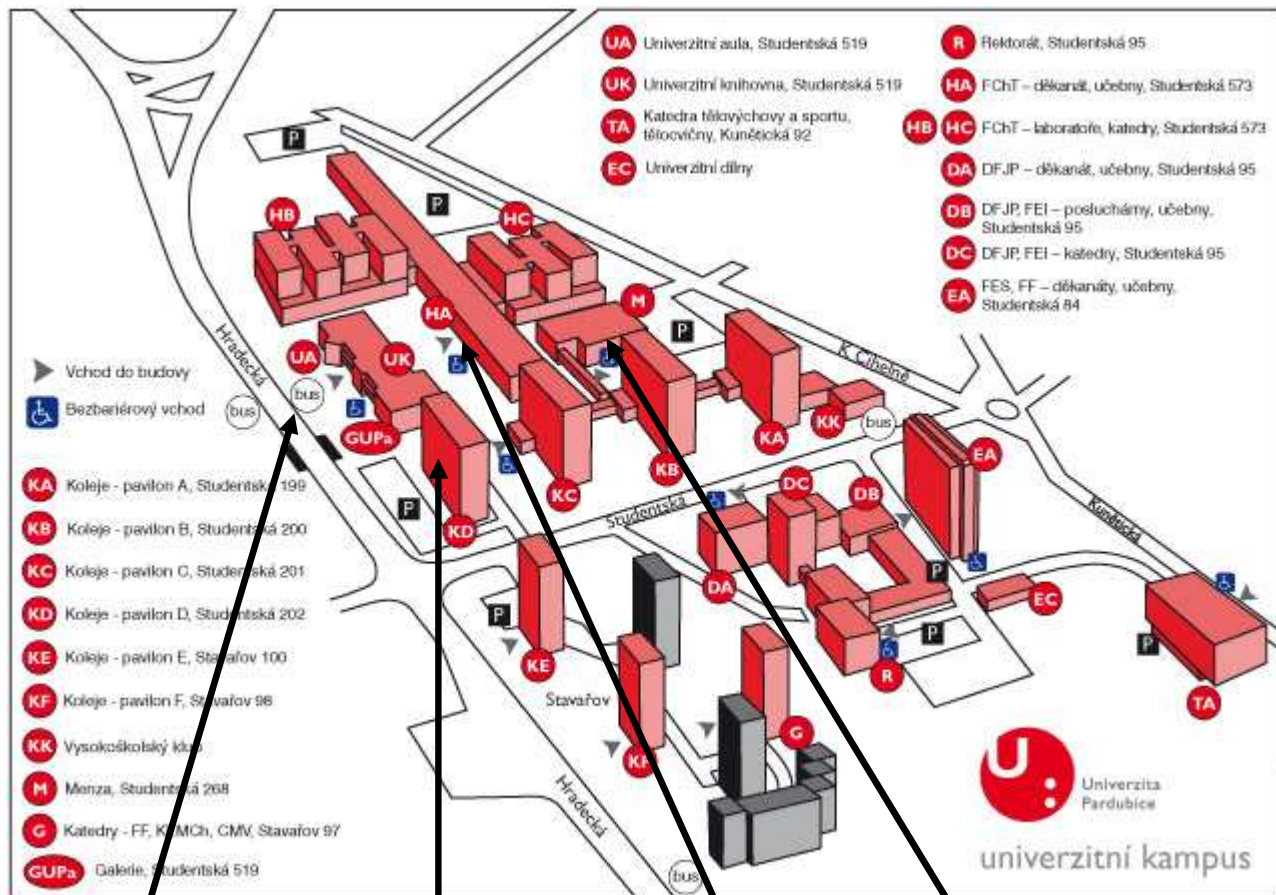 UA Univerzitní aula, Studentská 519
UK Univerzitní knihovna, Studentská 519
TA Katedra tělovýchovy a sportu,
tělocvičny, Kunětická 92
EC Univerzitní dílny
R Rektorát, Studentská 95
HA FChT – děkanát, učebny, Studentská 573
HB HC FChT – laboratoře, katedry, Studentská 573
DA DFJP – děkanát, učebny, Studentská 95
DB DFJP, FEI – posluchárny, učebny,
Studentská 95
DC DFJP, FEI – katedry, Studentská 95
EA FES, FF – děkanáty, učebny,
Studentská 84
P
P
HB
HC
HA
M
P
K Cihelně
Hradecká
UA
UK
bus
GUPa
KA
KK
bus
KB
KC
EA
Kunětická
P
KD
Studentská
DC
DB
DA
P
EC
P
KE
P
R
P
TA
Stavařov
KF
G
Hradecká
bus
Vchod do budovy
Bezbariérový vchod bus
KA Koleje - pavilon A, Studentská 199
KB Koleje - pavilon B, Studentská 200
KC Koleje - pavilon C, Studentská 201
KD Koleje - pavilon D, Studentská 202
KE Koleje - pavilon E, Stavařov 100
KF Koleje - pavilon F, Stavařov 98
KK Vysokoškolský klub
M Menza, Studentská 268
G Katedry - FF, CMV, Stavařov 97
GUPa Galerie, Studentská 519
U:
Univerzita
Pardubice
univerzitní kampus